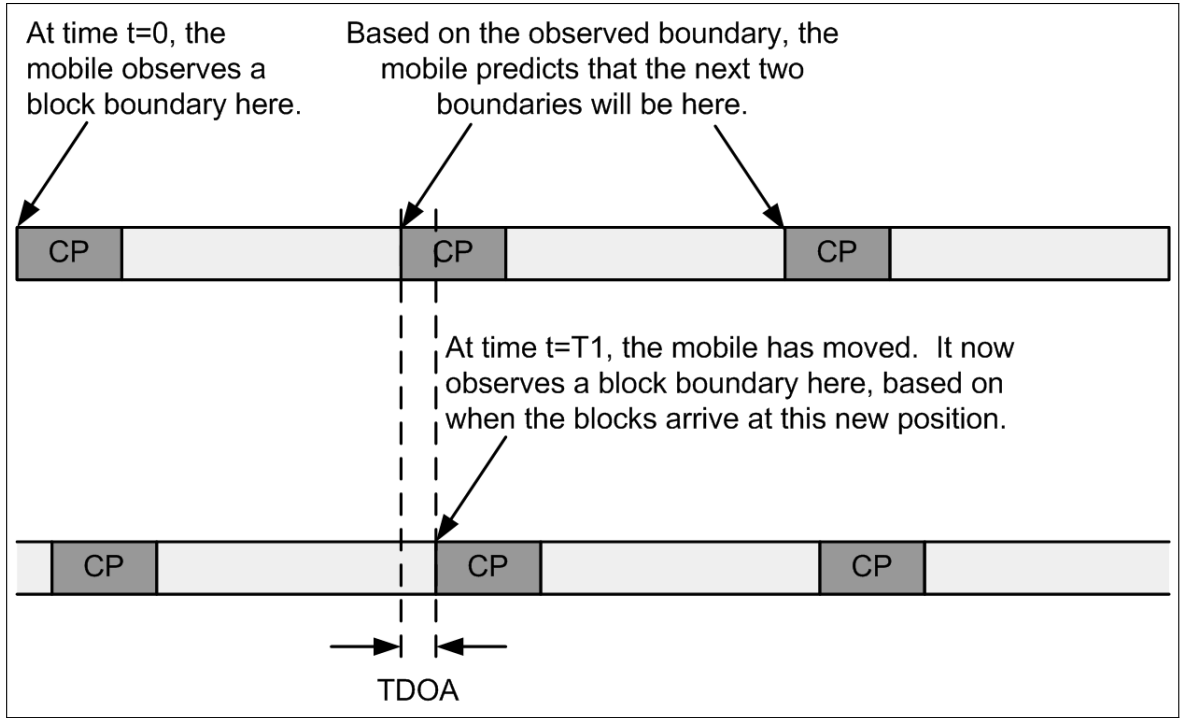 At time t=0, the
mobile observes a
block boundary here.
Based on the observed boundary, the
mobile predicts that the next two
boundaries will be here.
CP
CP
CP
At time t=T1, the mobile has moved. It now
observes a block boundary here, based on
when the blocks arrive at this new position.
CP
CP
CP
TDOA